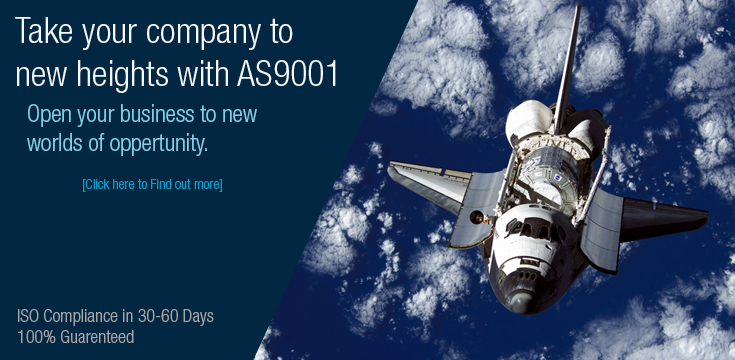 Take your company to
new heights with AS9001
Open your business to new
worlds of oppertunity.
[Click here to Find out more]
ISO Compliance in 30-60 Days
100% Guarenteed